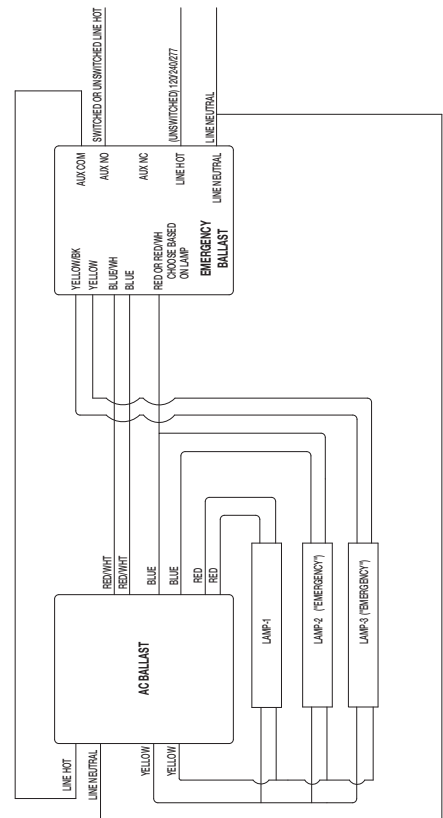 SWITCHED OR UNSWITCHED LINE HOT
(UNSWITCHED) 120/240/277
LINE NEUTRAL
AUX COM
AUX NO
AUX NC
LINE HOT
LINE NEUTRAL
YELLOW/BK
YELLOW
BLUE/WH
BLUE
RED OR RED/WH
CHOOSE BASED
ON LAMP
EMERGENCY
BALLAST
RED/WHT
RED/WHT
BLUE
BLUE
RED
RED
AC BALLAST
LAMP-1
LAMP-2 ("EMERGENCY")
LAMP-3 ("EMERGENCY")
LINE HOT
LINE NEUTRAL
YELLOW
YELLOW